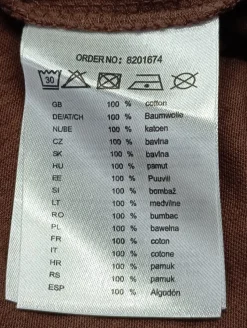 ORDER NO: 8201674
30
GB 100 % cotton
DE/AT/CH 100 % Baumwolle
NL/BE 100 % katoen
CZ 100 % bavlna
SK 100 % bavlna
HU 100 % pamut
EE 100 % Puuvill
SI 100 % bombaž
LT 100 % medvilnė
RO 100 % bumbac
PL 100 % bawełna
FR 100 % coton
IT 100 % cotone
HR 100 % pamuk
RS 100 % pamuk
ESP 100 % Algodón